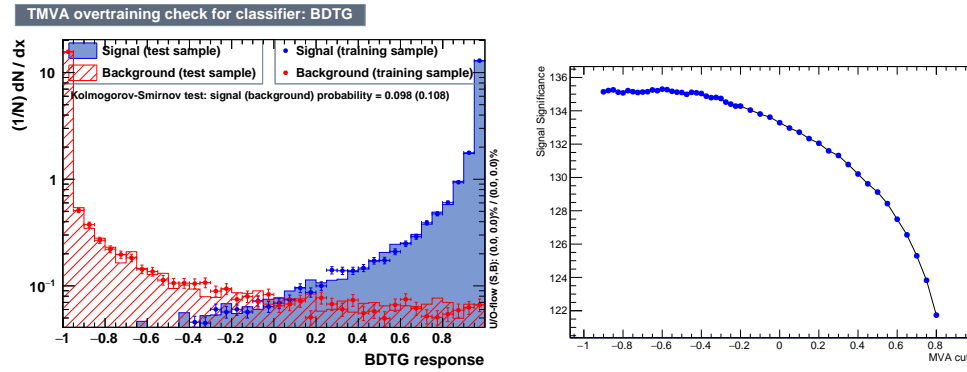 TMVA overtraining check for classifier: BDTG
(1/N) dN / dx
Signal (test sample)
Background (test sample)
Signal (training sample)
Background (training sample)
Kolmogorov-Smirnov test: signal (background) probability = 0.098 (0.108)
10
1
10⁻¹
−1 −0.8 −0.6 −0.4 −0.2 0 0.2 0.4 0.6 0.8 1
BDTG response
U/O-flow (S,B): (0.0, 0.0)% / (0.0, 0.0)%
Signal Significance
136
134
132
130
128
126
124
122
−1 −0.8 −0.6 −0.4 −0.2 0 0.2 0.4 0.6 0.8
MVA cut